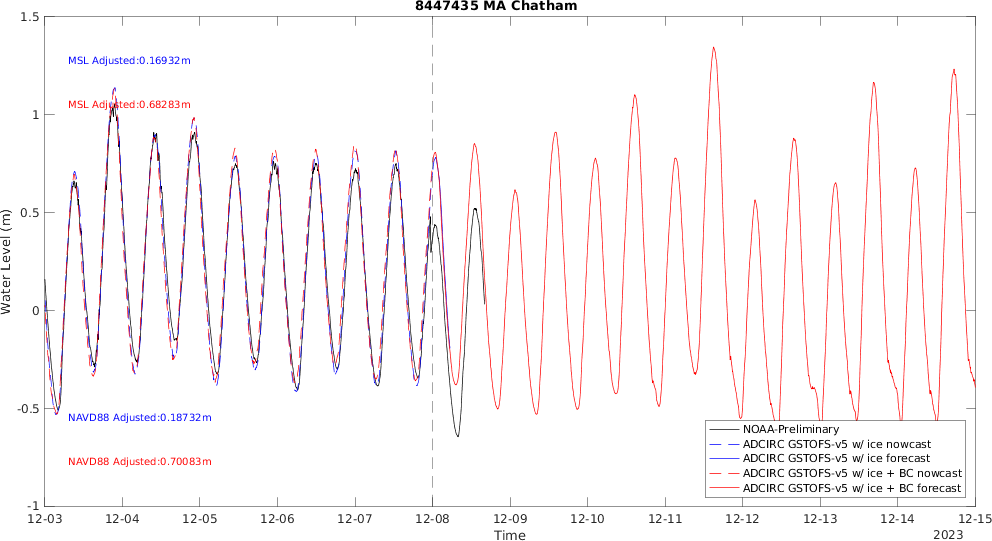 8447435 MA Chatham
1.5
1
0.5
0
-0.5
-1
Water Level (m)
MSL Adjusted:0.16932m
MSL Adjusted:0.68283m
NAVD88 Adjusted:0.18732m
NAVD88 Adjusted:0.70083m
NOAA-Preliminary
ADCIRC GSTOFS-v5 w/ ice nowcast
ADCIRC GSTOFS-v5 w/ ice forecast
ADCIRC GSTOFS-v5 w/ ice + BC nowcast
ADCIRC GSTOFS-v5 w/ ice + BC forecast
12-03 12-04 12-05 12-06 12-07 12-08 12-09 12-10 12-11 12-12 12-13 12-14 12-15
Time
2023